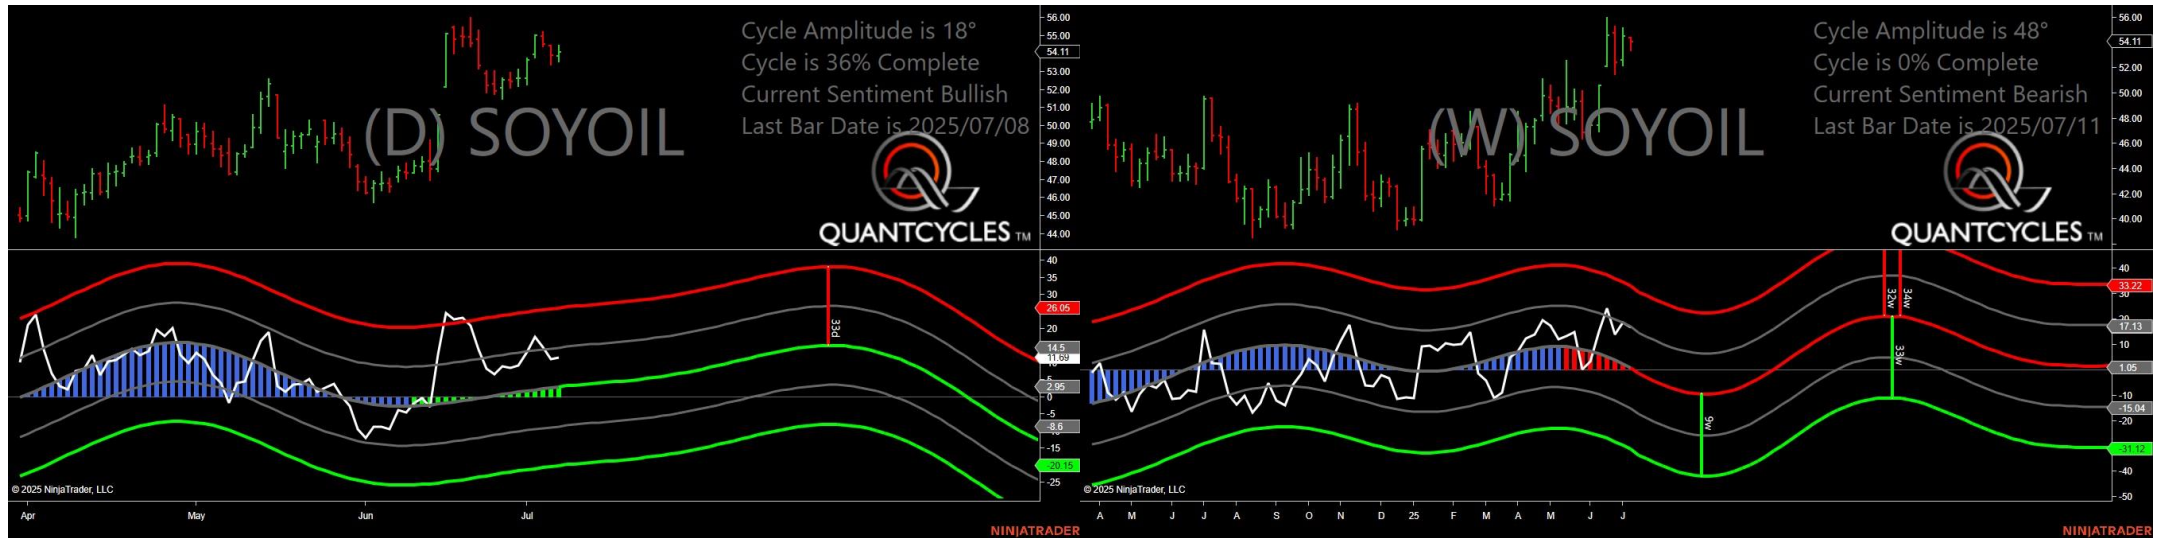 Cycle Amplitude is 18°
Cycle is 36% Complete
Current Sentiment Bullish
Last Bar Date is 2025/07/08
(D) SOYOIL
QUANTCYCLES TM
56.00
55.00
54.11
53.00
52.00
51.00
50.00
49.00
48.00
47.00
46.00
45.00
44.00
40
35
30
26.05
20
14.5
11.69
5
2.95
0
-5
-8.6
-15
-20.15
-25
33d
© 2025 NinjaTrader, LLC
Apr May Jun Jul
NINJATRADER
Cycle Amplitude is 48°
Cycle is 0% Complete
Current Sentiment Bearish
Last Bar Date is 2025/07/11
(W) SOYOIL
QUANTCYCLES TM
56.00
54.11
52.00
50.00
48.00
46.00
44.00
42.00
40.00
40
33.22
30
20
17.13
10
1.05
-10
-15.04
-20
-31.12
-40
-50
32w
34w
33w
9w
© 2025 NinjaTrader, LLC
A M J J A S O N D 25 F M A M J J
NINJATRADER